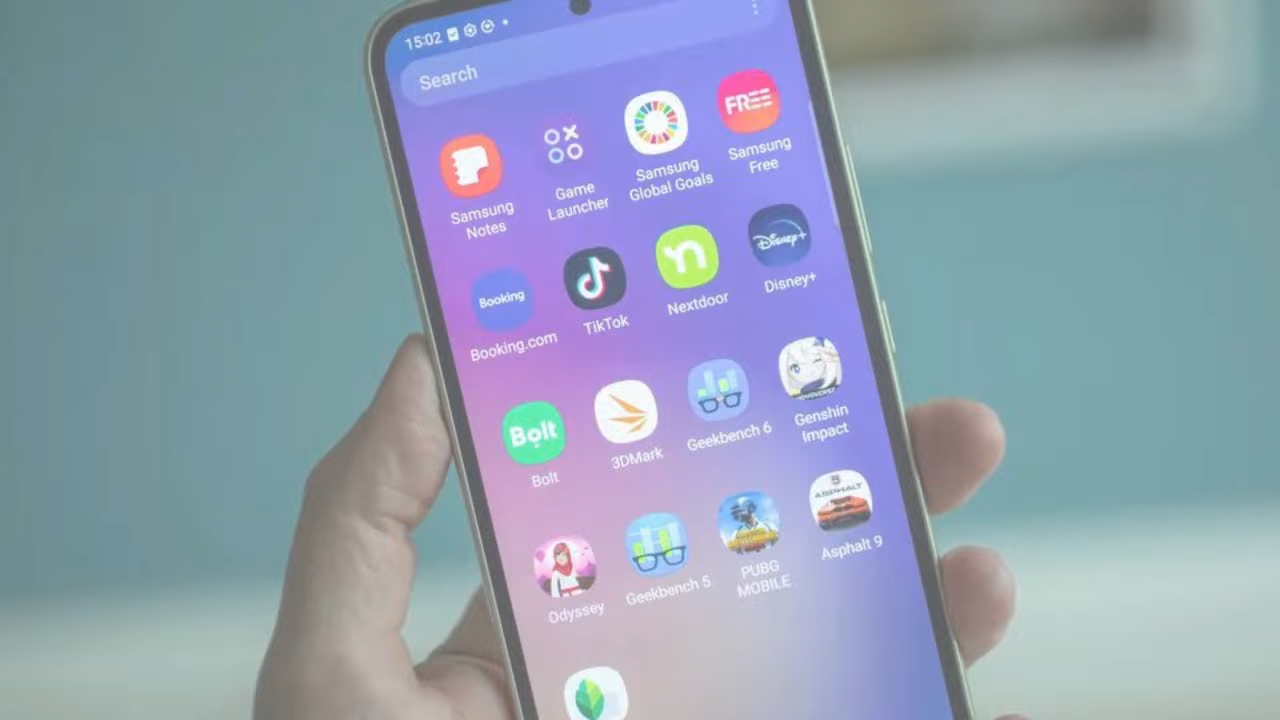 15:02
Search
FREE
Samsung
Notes
Game
Launcher
Samsung
Global Goals
Samsung
Free
Booking
n
Disney+
Booking.com
TikTok
Nextdoor
Disney+
Bolt
ASPHALT
Bolt
3DMark
Geekbench 6
Genshin
Impact
Odyssey
Geekbench 5
PUBG
MOBILE
Asphalt 9